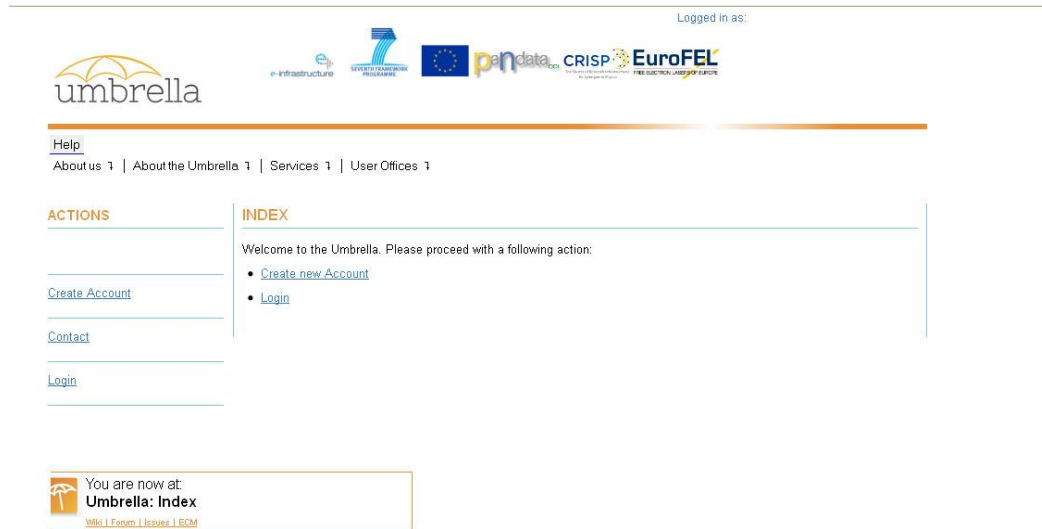 Logged in as:
umbrella
e-infrastructure
SEVENTH FRAMEWORK
PROGRAMME
pandata
CRISP
EuroFEL
FREE ELECTRON LASERS OF EUROPE
Help
About us | About the Umbrella | Services | User Offices
ACTIONS
INDEX
Welcome to the Umbrella. Please proceed with a following action:
• Create new Account
Create Account
• Login
Contact
Login
You are now at:
Umbrella: Index
Wiki | Forum | Issues | ECM